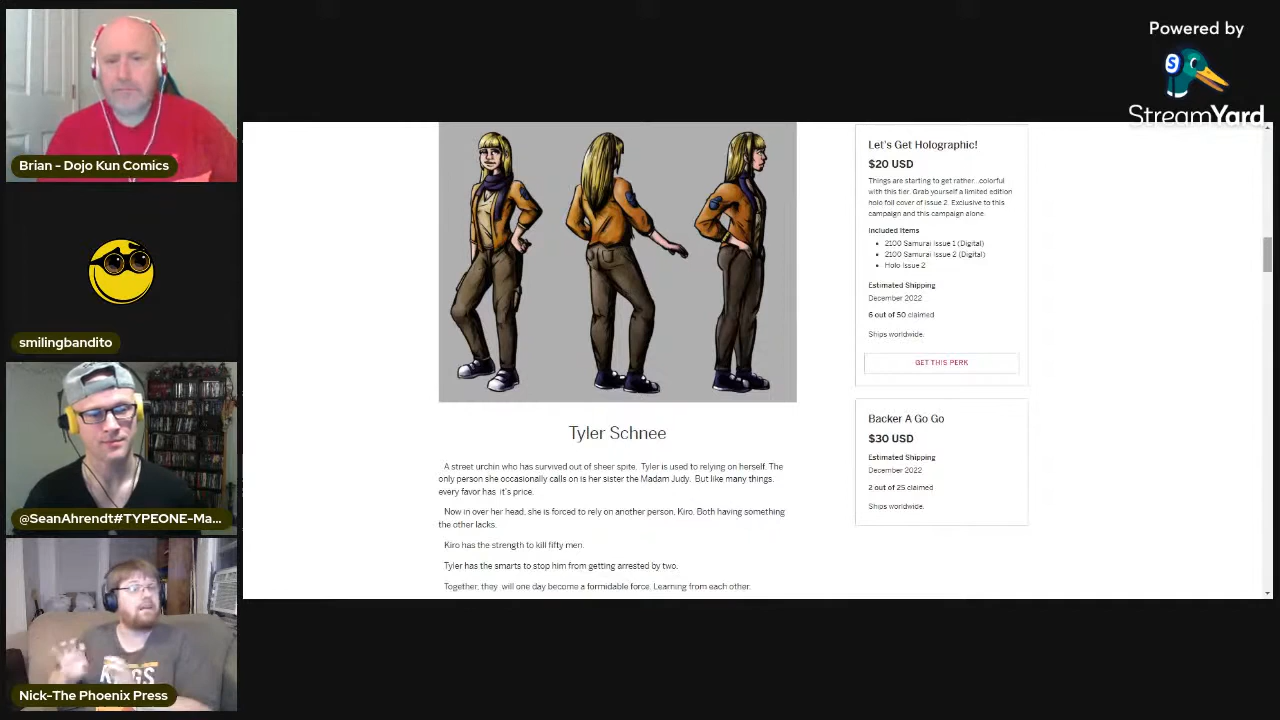 Powered by
StreamYard
Brian - Dojo Kun Comics
smilingbandito
@SeanAhrendt#TYPEONE-Ma...
Nick-The Phoenix Press
Tyler Schnee
A street urchin who has survived out of sheer spite. Tyler is used to relying on herself. The
only person she occasionally calls on is her sister the Madam Judy. But like many things,
every favor has it's price.
Now in over her head, she is forced to rely on another person, Kiro. Both having something
the other lacks.
Kiro has the strength to kill fifty men.
Tyler has the smarts to stop him from getting arrested by two.
Together, they will one day become a formidable force. Learning from each other.
Let's Get Holographic!
$20 USD
Things are starting to get rather...colorful
with this tier. Grab yourself a limited edition
holo foil cover of issue 2. Exclusive to this
campaign and this campaign alone.
Included Items
2100 Samurai Issue 1 (Digital)
2100 Samurai Issue 2 (Digital)
Holo Issue 2
Estimated Shipping
December 2022
6 out of 50 claimed
Ships worldwide.
GET THIS PERK
Backer A Go Go
$30 USD
Estimated Shipping
December 2022
2 out of 25 claimed
Ships worldwide.